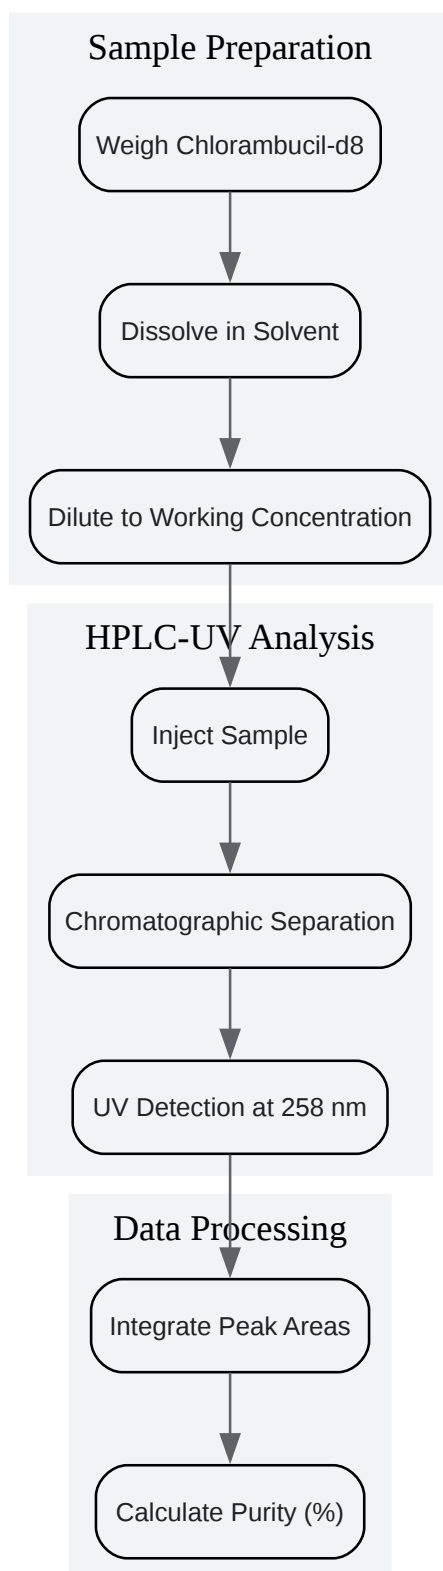 Sample Preparation
Weigh Chlorambucil-d8
Dissolve in Solvent
Dilute to Working Concentration
HPLC-UV Analysis
Inject Sample
Chromatographic Separation
UV Detection at 258 nm
Data Processing
Integrate Peak Areas
Calculate Purity (%)